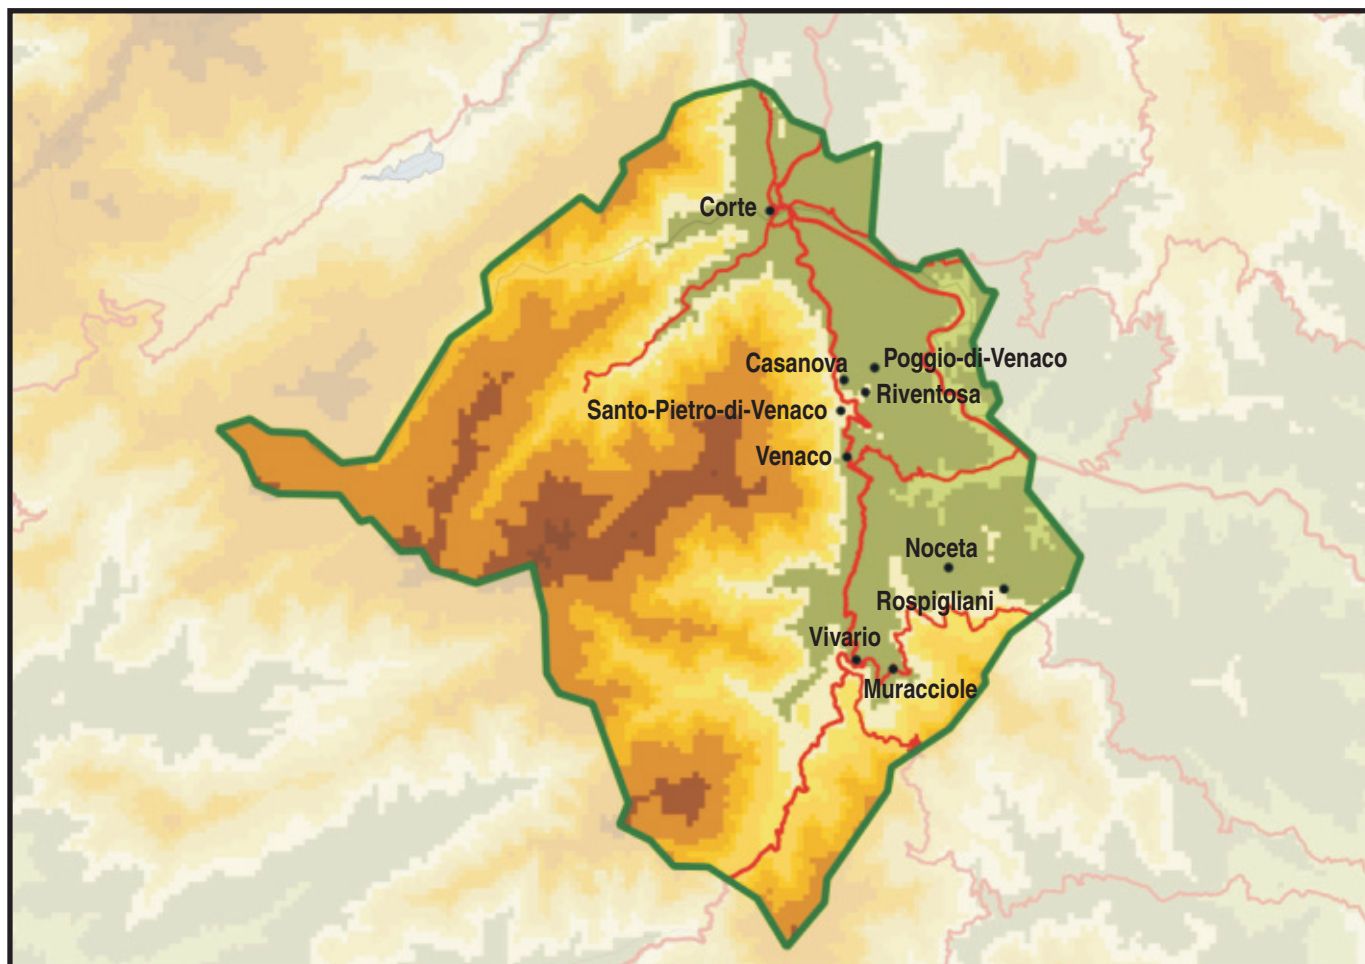 Corte
Casanova
Poggio-di-Venaco
Riventosa
Santo-Pietro-di-Venaco
Venaco
Noceta
Rospigliani
Vivario
Muracciole